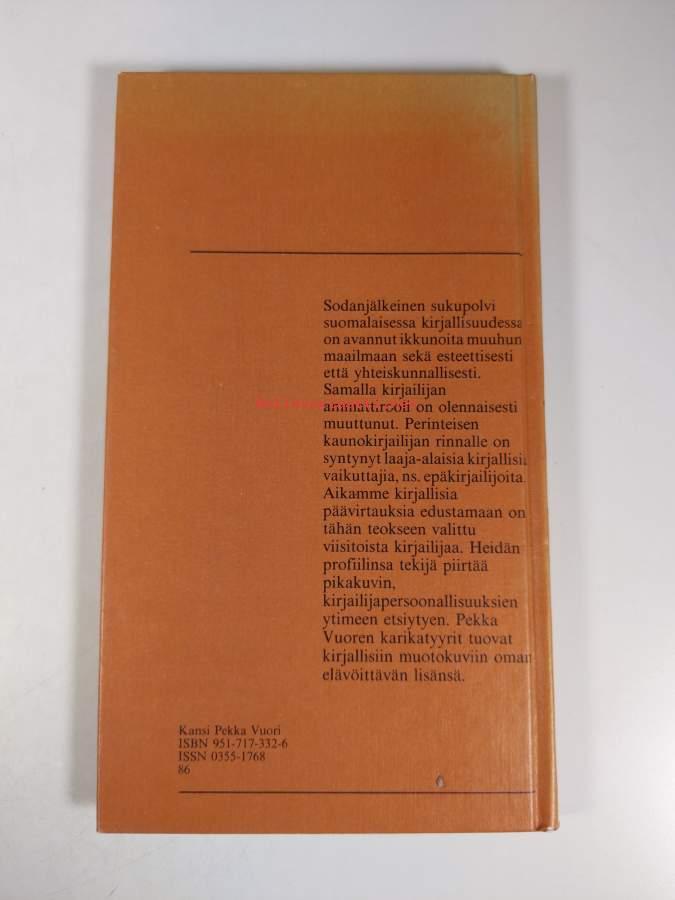 Sodanjälkeinen sukupolvi
suomalaisessa kirjallisuudessa
on avannut ikkunoita muuhun
maailmaan sekä esteettisesti
että yhteiskunnallisesti.
Samalla kirjailijan
ammattirooli on olennaisesti
muuttunut. Perinteisen
kaunokirjailijan rinnalle on
syntynyt laaja-alaisia kirjallisia
vaikuttajia, ns. epäkirjailijoita.
Aikamme kirjallisia
päävirtauksia edustamaan on
tähän teokseen valittu
viisitoista kirjailijaa. Heidän
profiilinsa tekijä piirtää
pikakuvin,
kirjailijapersoonallisuuksien
ytimeen etsiytyen. Pekka
Vuoren karikatyyrit tuovat
kirjallisiin muotokuviin oman
elävöittävän lisänsä.
Kansi Pekka Vuori
ISBN 951-717-332-6
ISSN 0355-1768
86